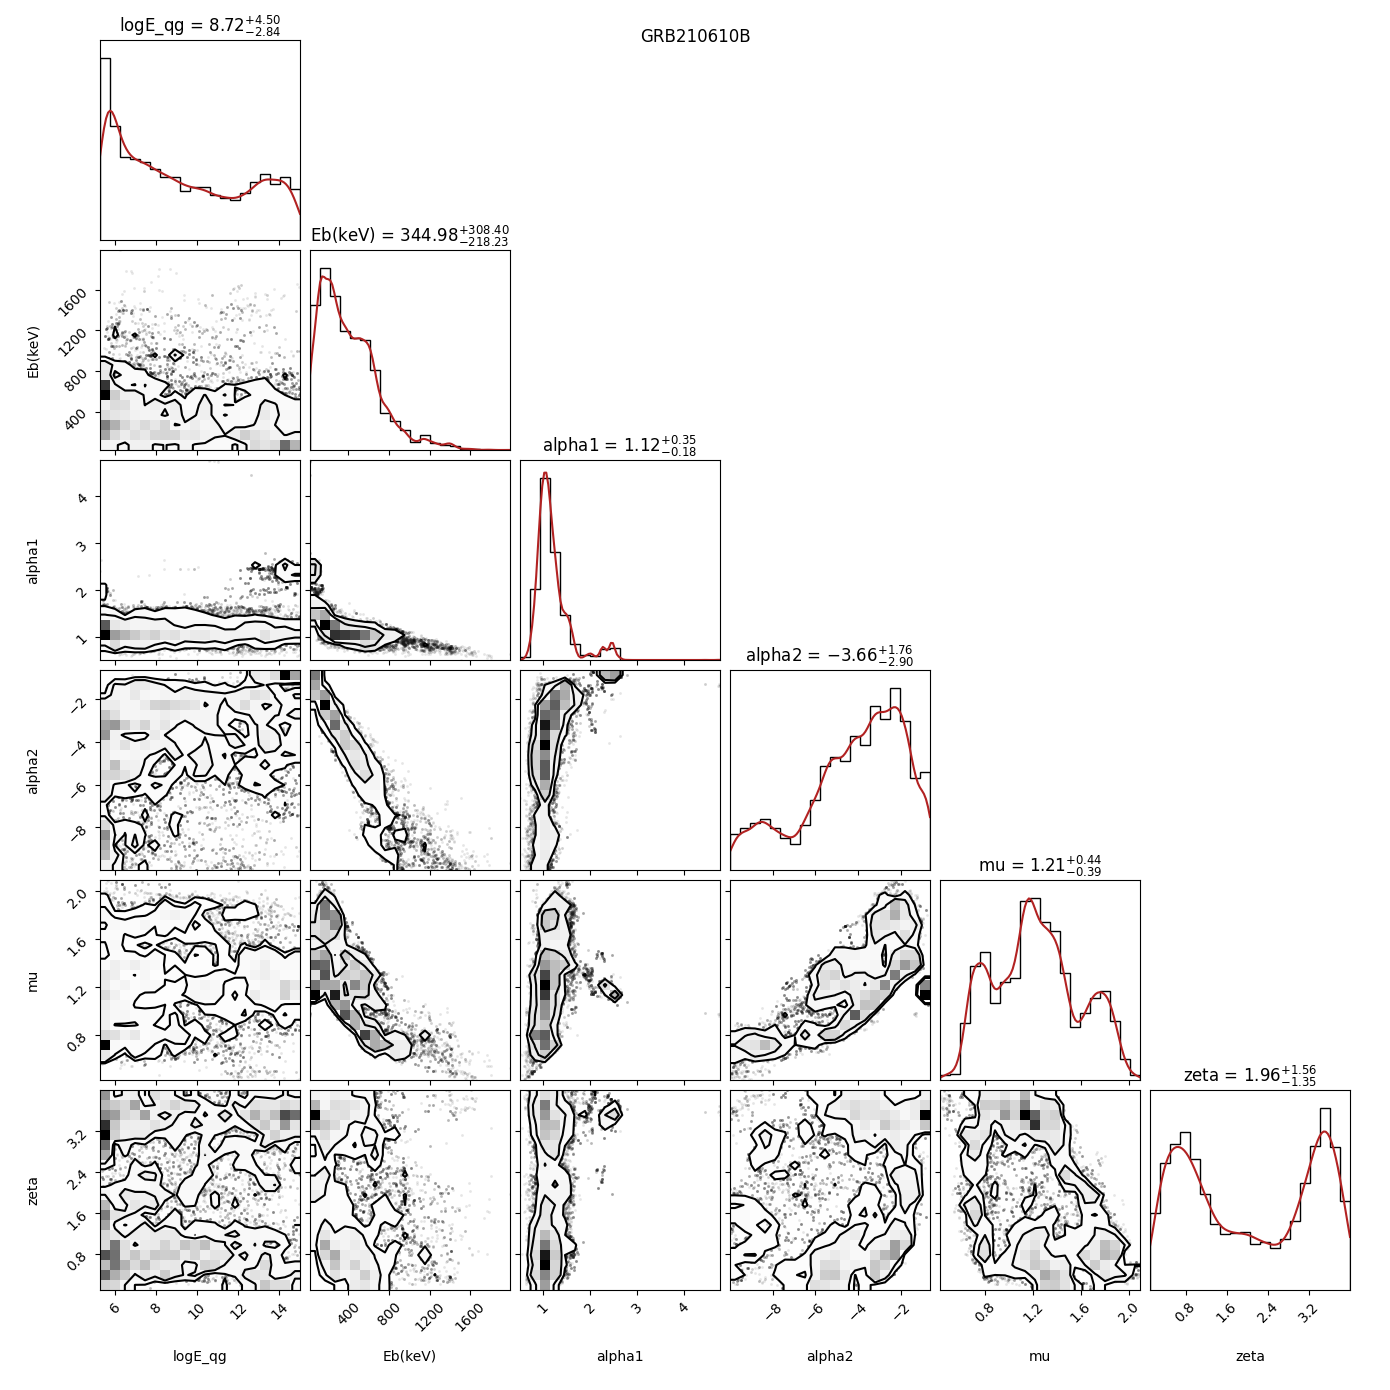 GRB210610B
logE_qg = 8.72+4.50 −2.84
Eb(keV) = 344.98+308.40 −218.23
1600
1200
800
400
Eb(keV)
alpha1 = 1.12+0.35 −0.18
4
3
2
1
alpha1
alpha2 = −3.66+1.76 −2.90
−2
−4
−6
−8
alpha2
mu = 1.21+0.44 −0.39
2.0
1.6
1.2
0.8
mu
zeta = 1.96+1.56 −1.35
3.2
2.4
1.6
0.8
zeta
6 8 10 12 14
400 800 1200 1600
1 2 3 4
−8 −6 −4 −2
0.8 1.2 1.6 2.0
0.8 1.6 2.4 3.2
logE_qg Eb(keV) alpha1 alpha2 mu zeta